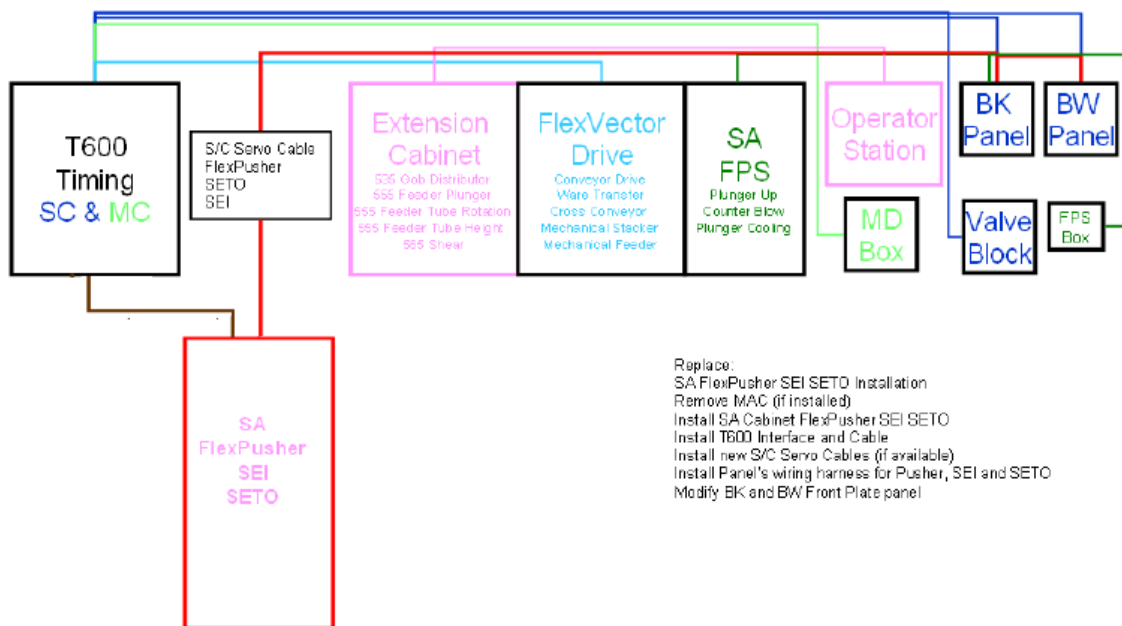 T600
Timing
SC & MC
S/C Servo Cable
FlexPusher
SETO
SEI
Extension
Cabinet
535 Gob Distributor
555 Feeder Plunger
555 Feeder Tube Rotation
555 Feeder Tube Height
585 Shear
FlexVector
Drive
Conveyor Drive
Ware Transfer
Cross Conveyor
Mechanical Stacker
Mechanical Feeder
SA
FPS
Plunger Up
Counter Blow
Plunger Cooling
Operator
Station
MD
Box
BK
Panel
BW
Panel
Valve
Block
FPS
Box
SA
FlexPusher
SEI
SETO
Replace:
SA FlexPusher SEI SETO Installation
Remove MAC (if installed)
Install SA Cabinet FlexPusher SEI SETO
Install T600 Interface and Cable
Install new S/C Servo Cables (if available)
Install Panel's wiring harness for Pusher, SEI and SETO
Modify BK and BW Front Plate panel